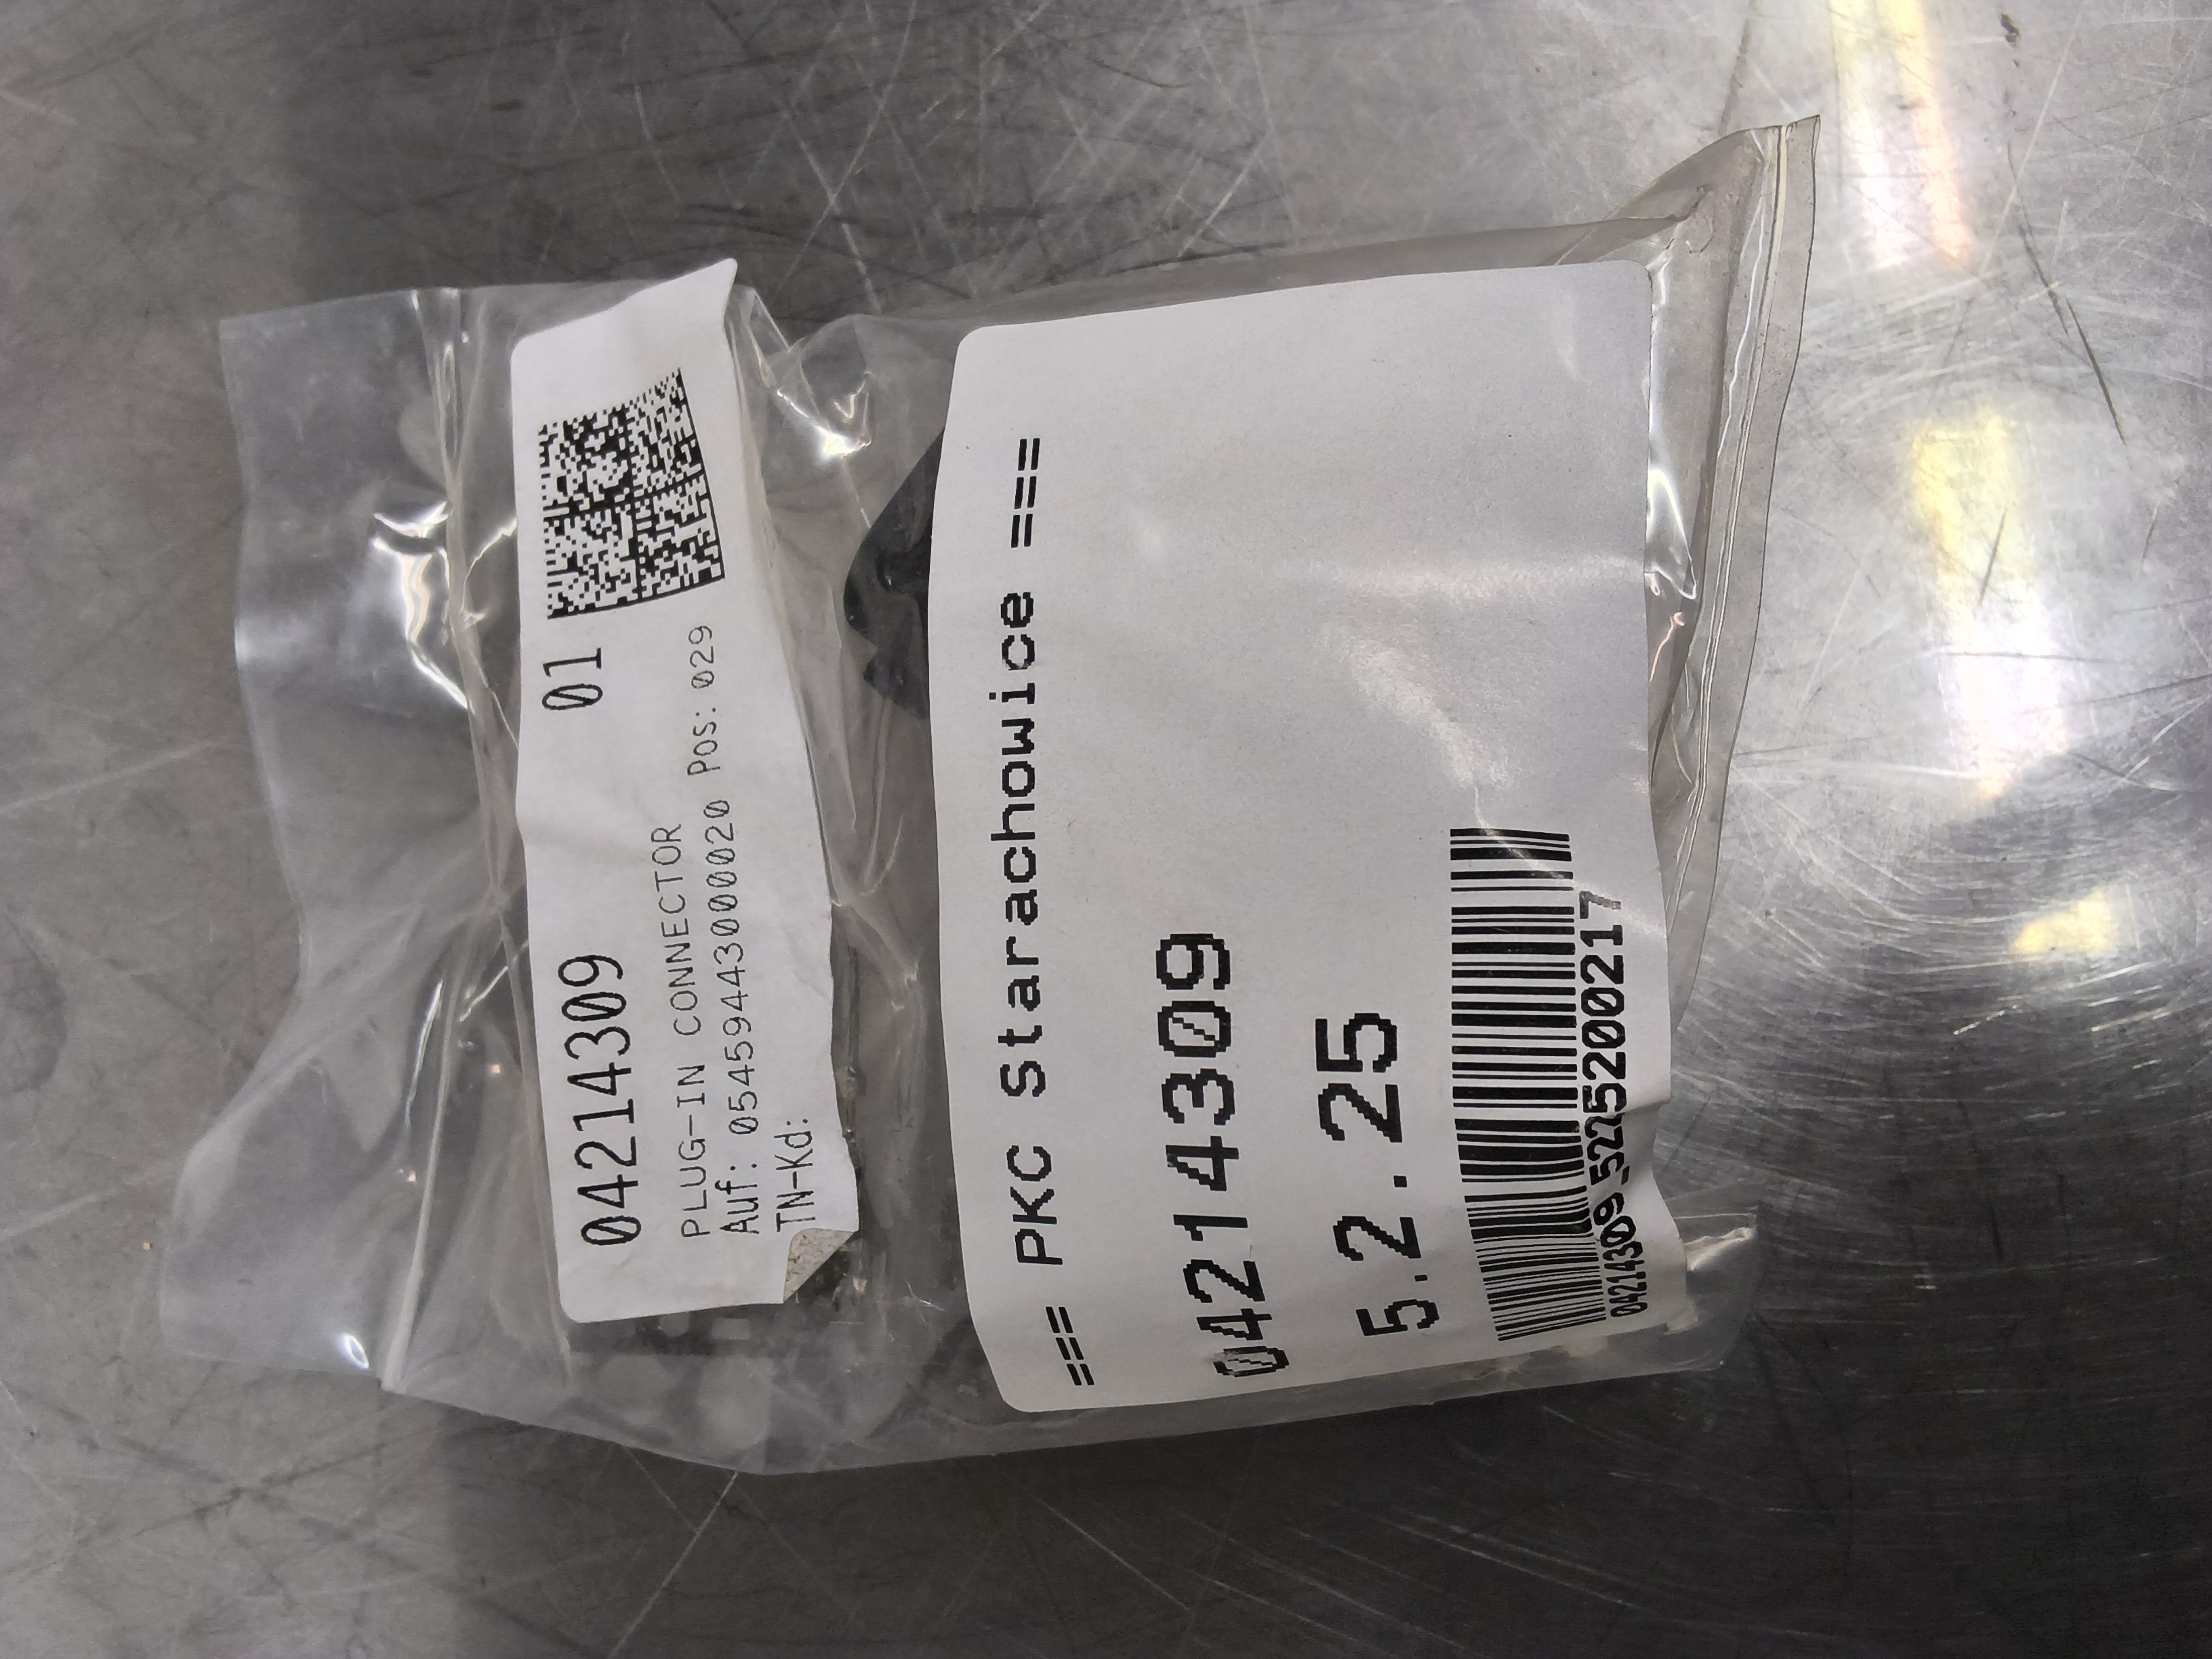 04214309 01
PLUG-IN CONNECTOR
Auf: 054594430000020 Pos: 029
TN-Kd:
=== PKC Starachowice ===
04214309
5.2.25
04214309_5225200217